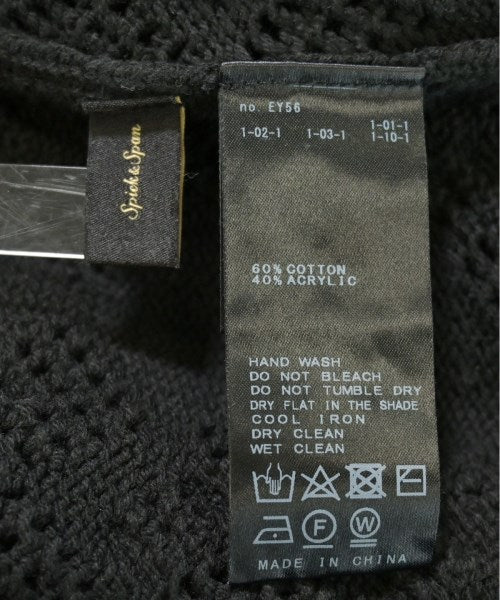 Spick & Span
no. EY56
1-02-1 1-03-1 1-01-1
1-10-1
60% COTTON
40% ACRYLIC
HAND WASH
DO NOT BLEACH
DO NOT TUMBLE DRY
DRY FLAT IN THE SHADE
COOL IRON
DRY CLEAN
WET CLEAN
F W
MADE IN CHINA